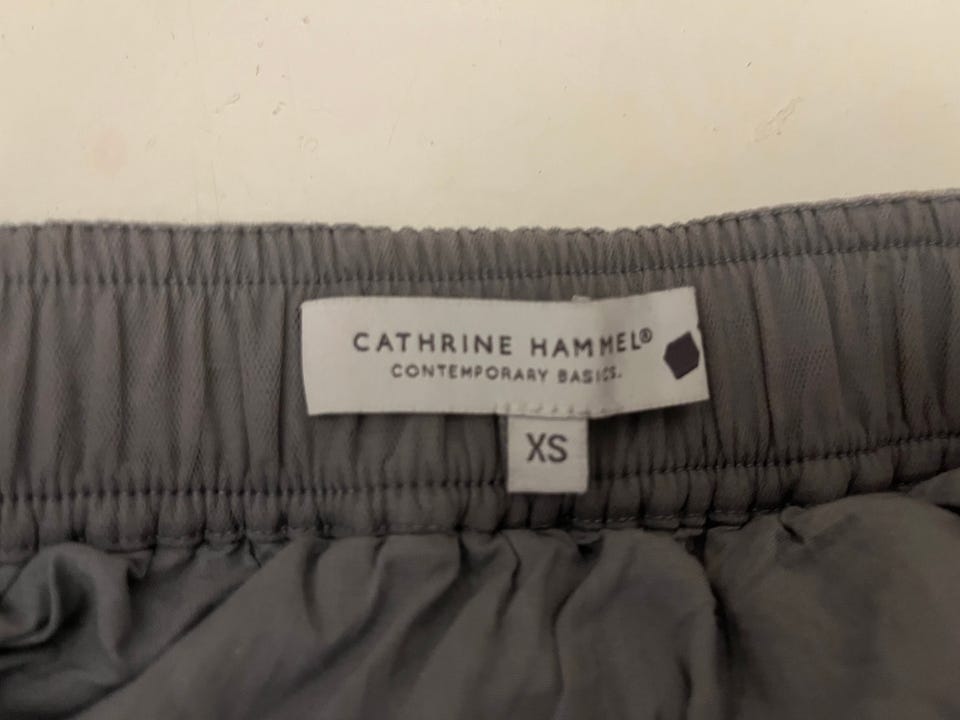 CATHRINE HAMMEL®
CONTEMPORARY BASICS.
XS